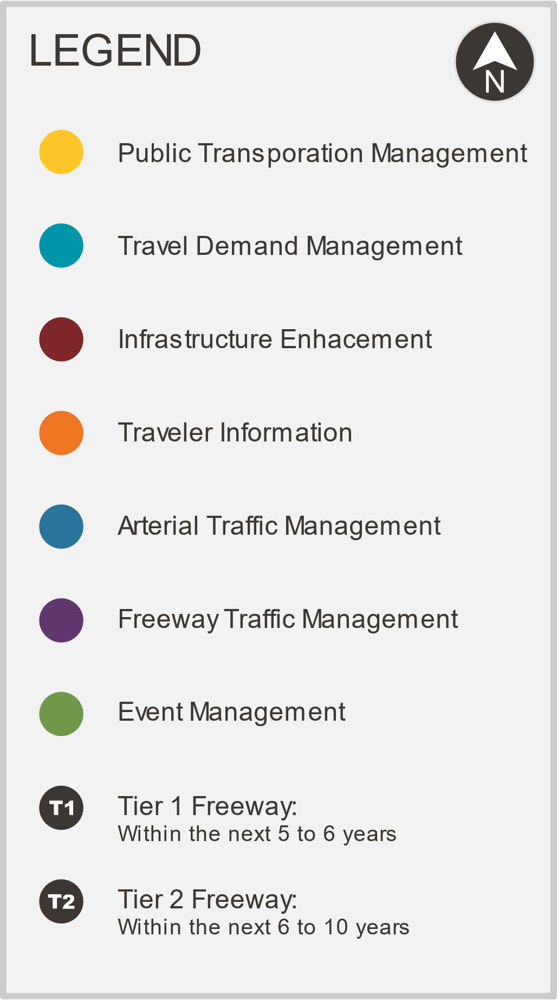 LEGEND
N
Public Transporation Management
Travel Demand Management
Infrastructure Enhacement
Traveler Information
Arterial Traffic Management
Freeway Traffic Management
Event Management
T1 Tier 1 Freeway:
Within the next 5 to 6 years
T2 Tier 2 Freeway:
Within the next 6 to 10 years